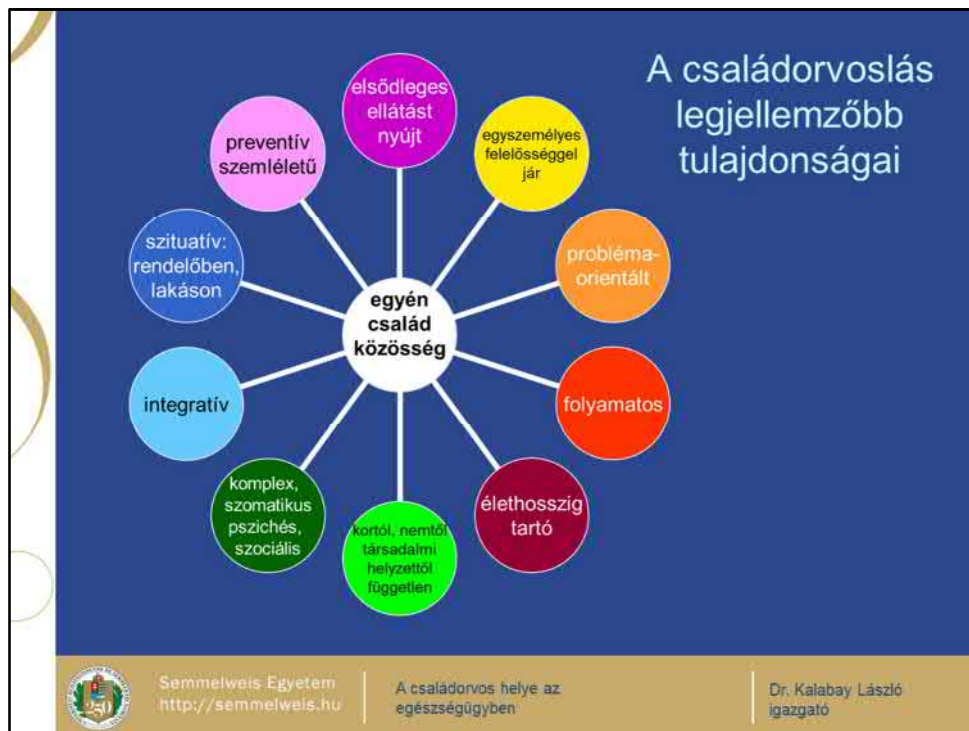 A családorvoslás
legjellemzőbb
tulajdonságai
elsődleges
ellátást
nyújt
egyszemélyes
felelősséggel
jár
probléma-
orientált
folyamatos
élethosszig
tartó
kortól, nemtől
társadalmi
helyzettől
független
komplex,
szomatikus
pszichés,
szociális
integratív
szituatív:
rendelőben,
lakáson
preventív
szemléletű
egyén
család
közösség
Semmelweis Egyetem
http://semmelweis.hu
A családorvos helye az
egészségügyben
Dr. Kalabay László
igazgató
250